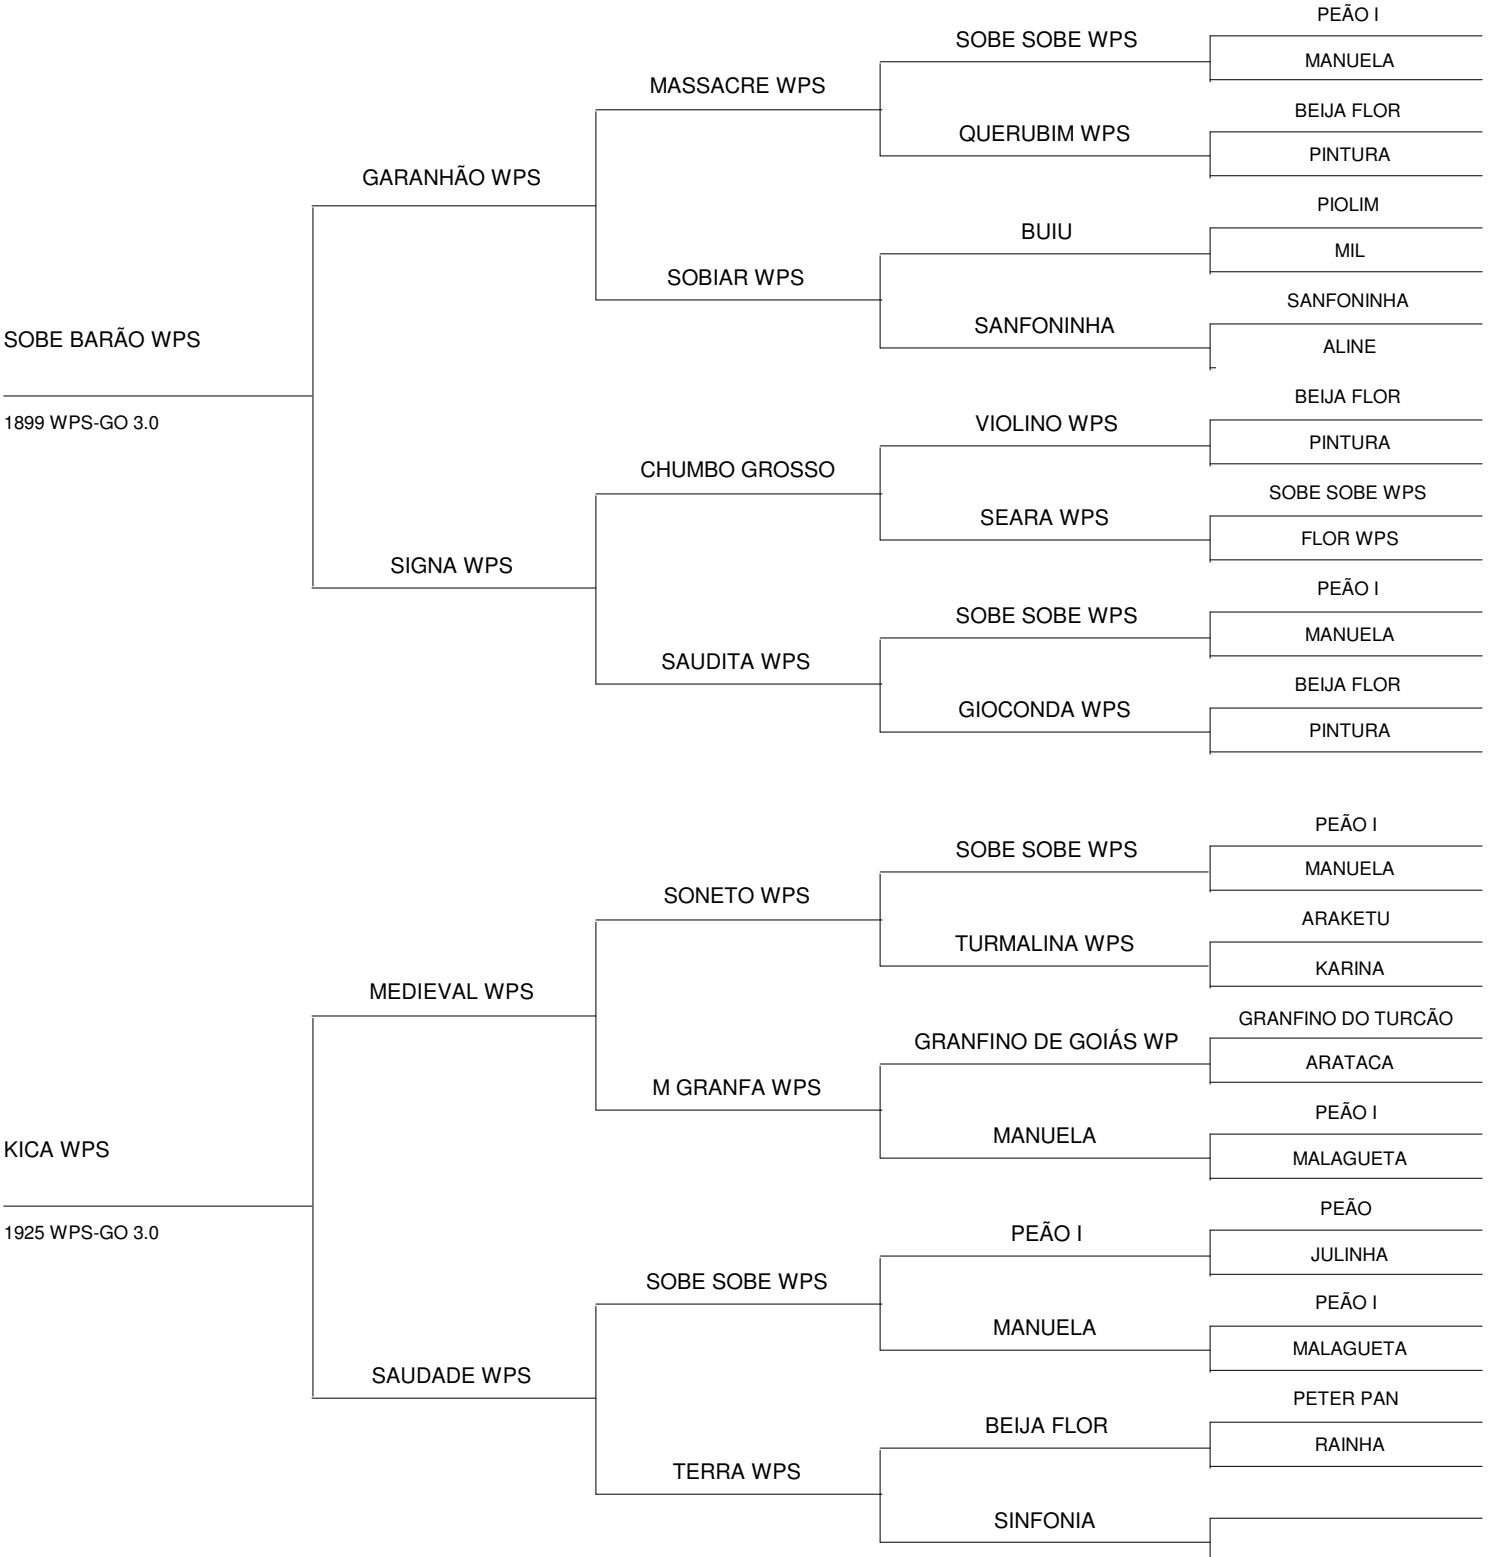 PEÃO I
SOBE SOBE WPS
MANUELA
MASSACRE WPS
BEIJA FLOR
QUERUBIM WPS
PINTURA
GARANHÃO WPS
PIOLIM
BUIU
MIL
SOBIAR WPS
SANFONINHA
SANFONINHA
ALINE
SOBE BARÃO WPS
1899 WPS-GO 3.0
BEIJA FLOR
VIOLINO WPS
PINTURA
CHUMBO GROSSO
SOBE SOBE WPS
SEARA WPS
FLOR WPS
SIGNA WPS
PEÃO I
SOBE SOBE WPS
MANUELA
SAUDITA WPS
BEIJA FLOR
GIOCONDA WPS
PINTURA
PEÃO I
SOBE SOBE WPS
MANUELA
SONETO WPS
ARAKETU
TURMALINA WPS
KARINA
MEDIEVAL WPS
GRANFINO DO TURCÃO
GRANFINO DE GOIÁS WP
ARATACA
M GRANFA WPS
PEÃO I
MANUELA
MALAGUETA
KICA WPS
1925 WPS-GO 3.0
PEÃO
PEÃO I
JULINHA
SOBE SOBE WPS
PEÃO I
MANUELA
MALAGUETA
SAUDADE WPS
PETER PAN
BEIJA FLOR
RAINHA
TERRA WPS
SINFONIA